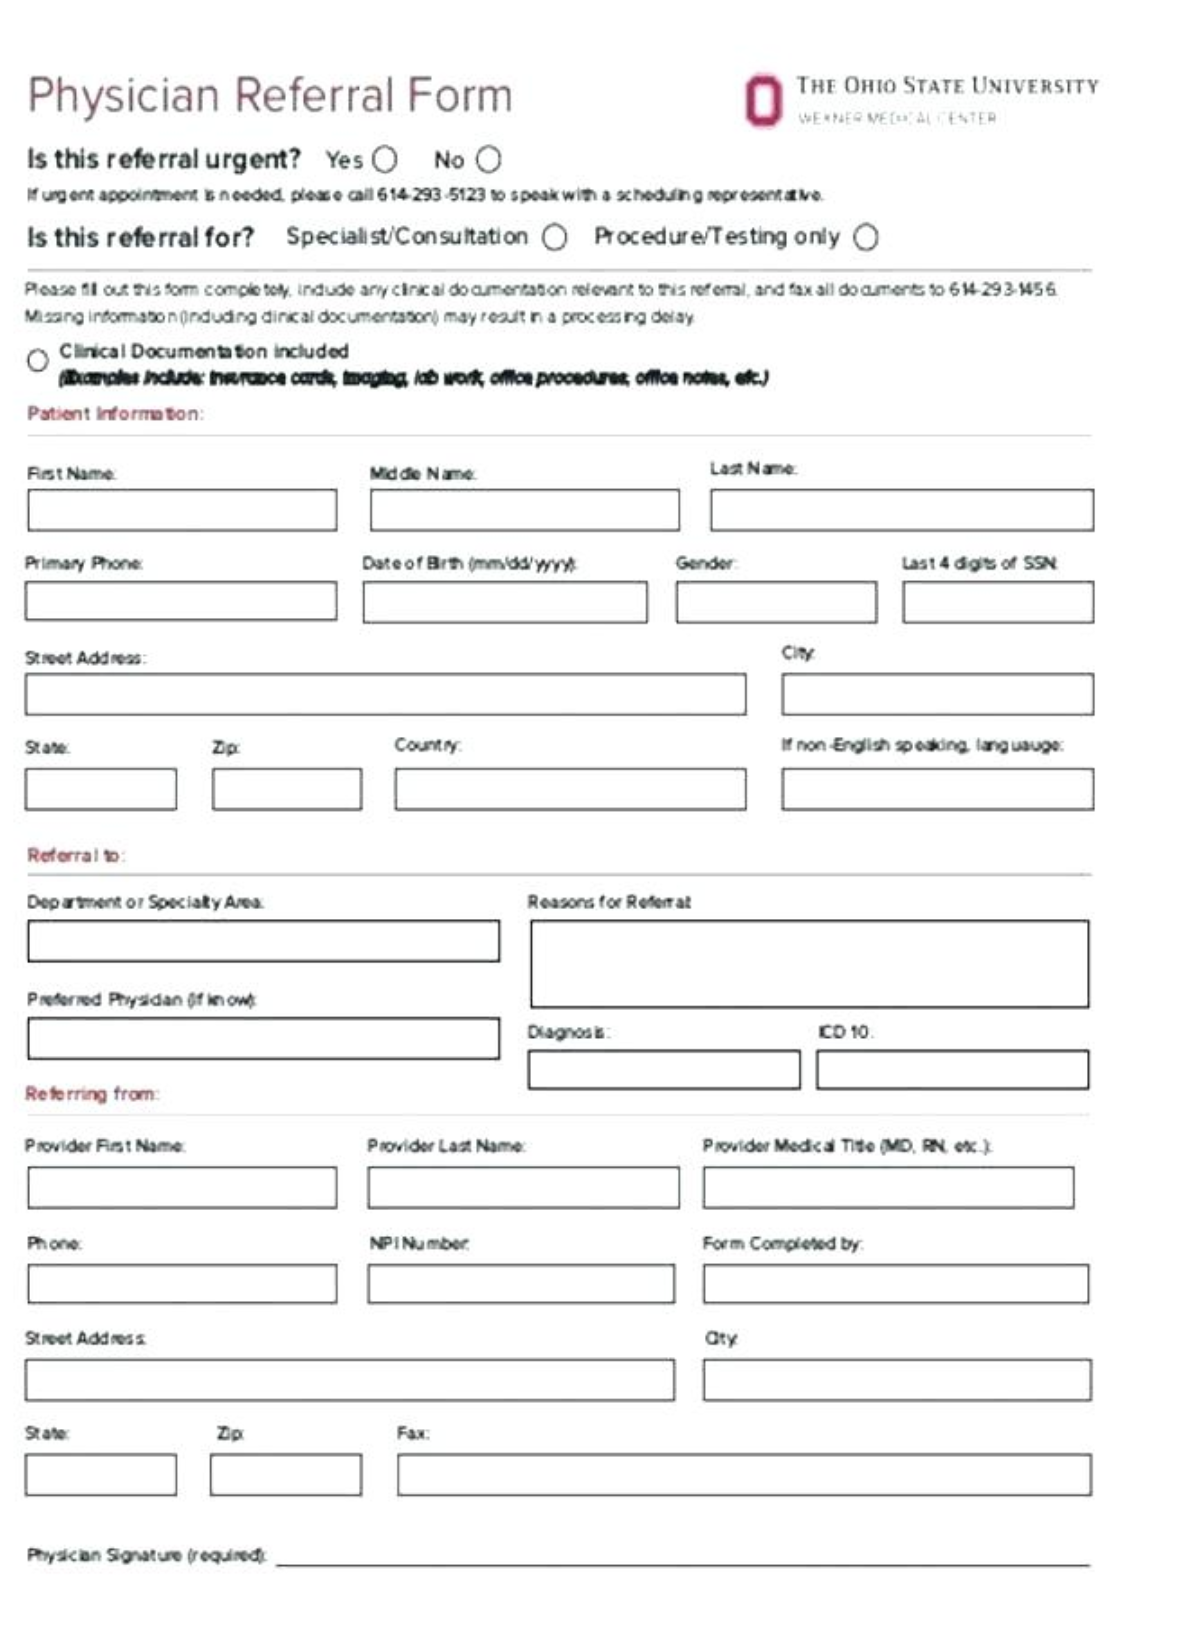 Physician Referral Form
THE OHIO STATE UNIVERSITY
WEXNER MEDICAL CENTER
Is this referral urgent? Yes No
If urgent appointment is needed, please call 614-293-5123 to speak with a scheduling representative.
Is this referral for? Specialist/Consultation Procedure/Testing only
Please fill out this form completely, include any clinical documentation relevant to this referral, and fax all documents to 614-293-1456.
Missing information (including clinical documentation) may result in a processing delay.
Clinical Documentation included
(Examples include: insurance cards, imaging, lab work, office procedures, office notes, etc.)
Patient Information:
First Name: Middle Name: Last Name:
Primary Phone: Date of Birth (mm/dd/yyyy): Gender: Last 4 digits of SSN:
Street Address: City:
State: Zip: Country: If non-English speaking, languauge:
Referral to:
Department or Specialty Area: Reasons for Referral:
Preferred Physician (if know):
Diagnosis: ICD 10:
Referring from:
Provider First Name: Provider Last Name: Provider Medical Title (MD, RN, etc.):
Phone: NPI Number: Form Completed by:
Street Address: City:
State: Zip: Fax:
Physician Signature (required):